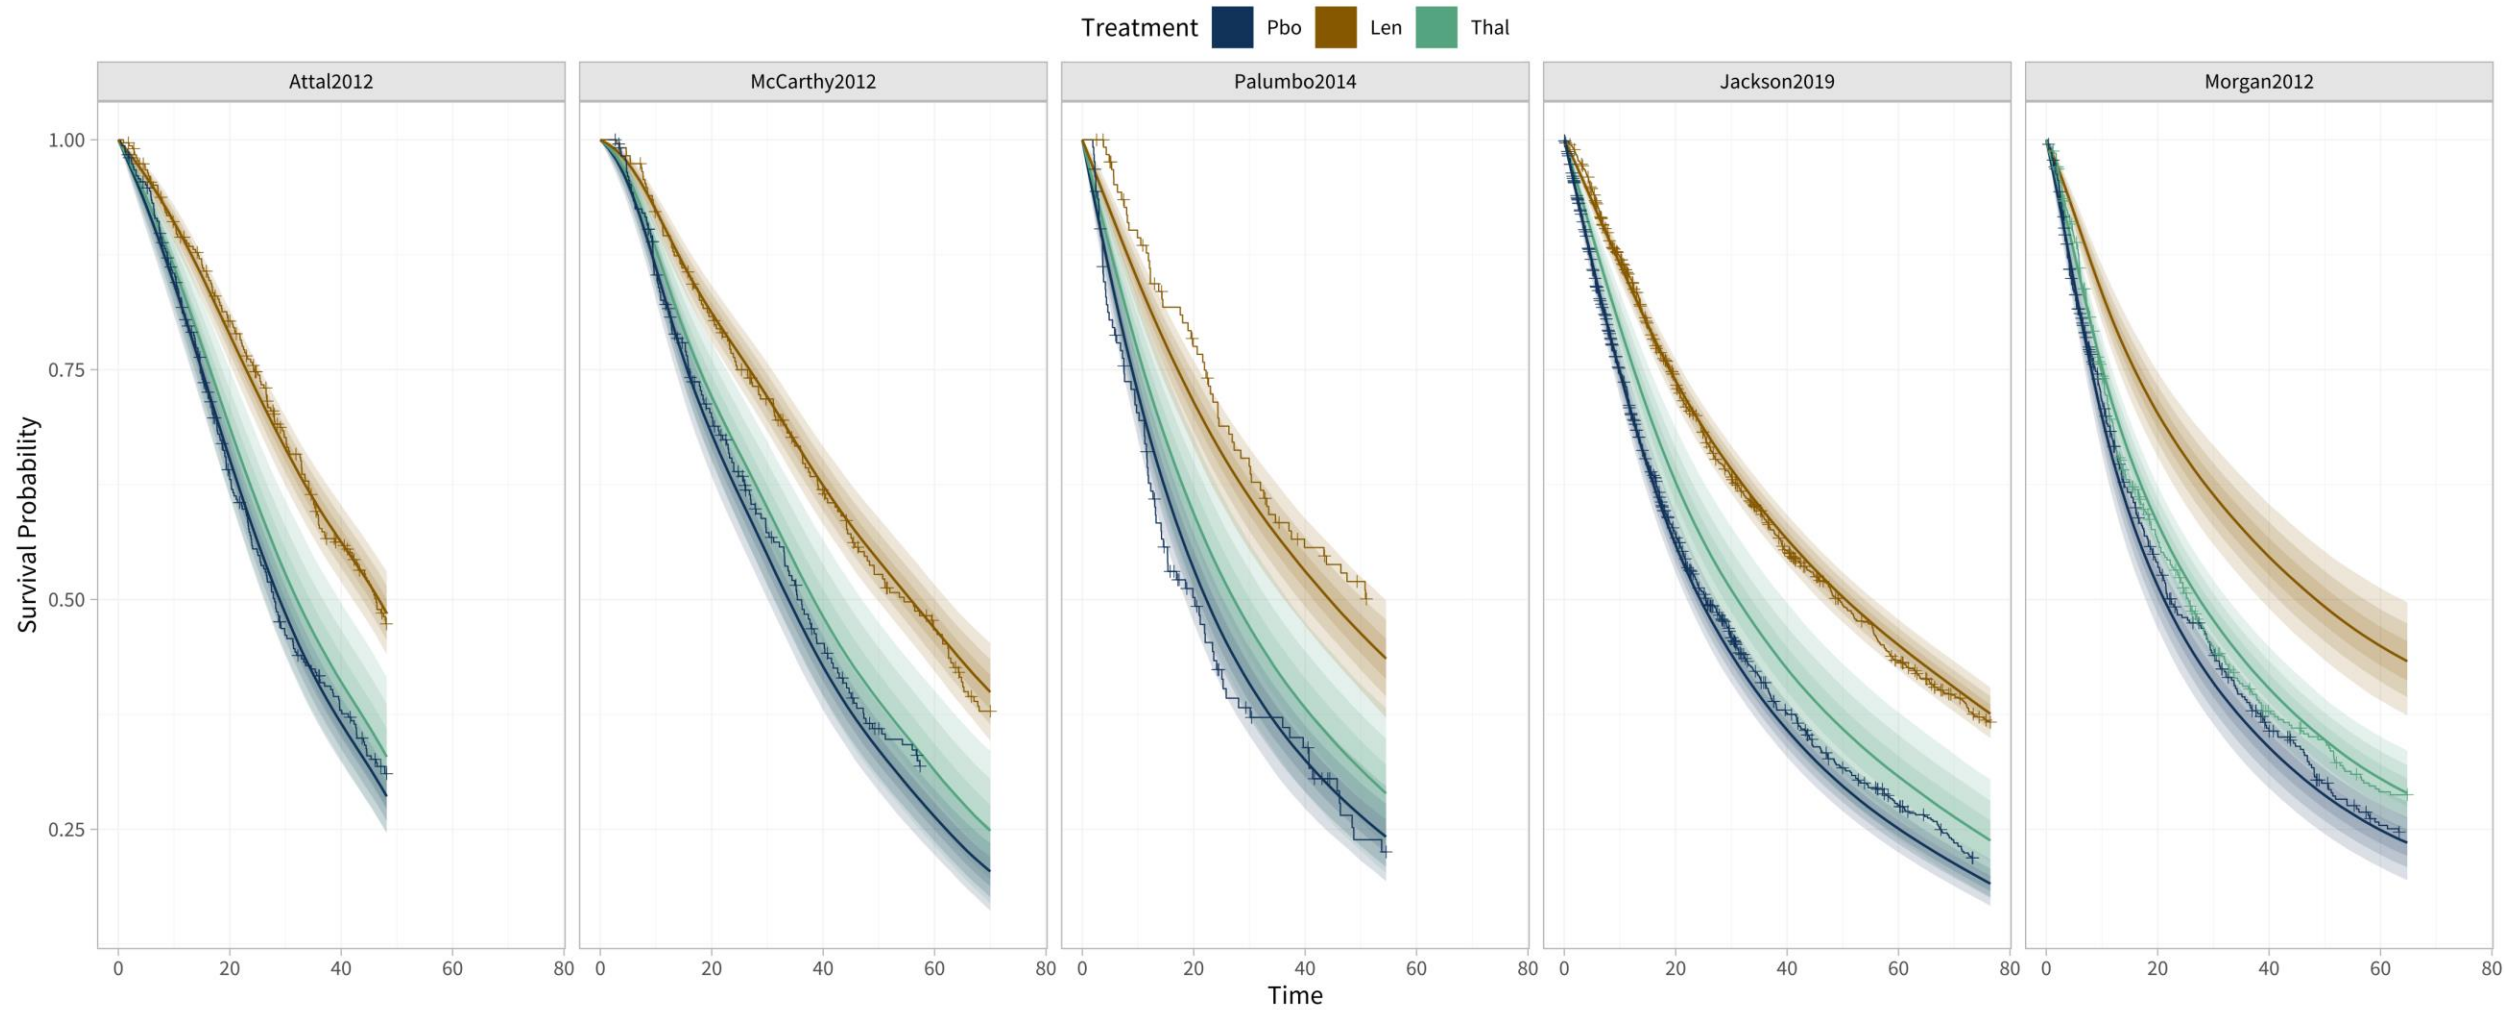 Treatment Pbo Len Thal
Attal2012 McCarthy2012 Palumbo2014 Jackson2019 Morgan2012
Survival Probability
1.00
0.75
0.50
0.25
0 20 40 60 80 0 20 40 60 80 0 20 40 60 80 0 20 40 60 80 0 20 40 60 80
Time